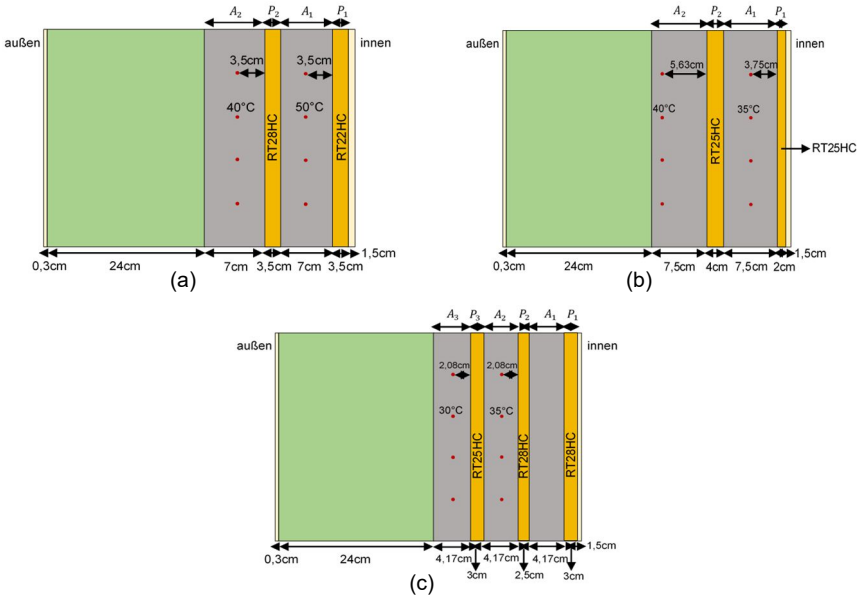 A₂ P₂ A₁ P₁
außen
innen
3,5cm 3,5cm
40°C 50°C
RT28HC
RT22HC
0,3cm 24cm 7cm 3,5cm 7cm 3,5cm 1,5cm
(a)
A₂ P₂ A₁ P₁
außen
innen
5,63cm 3,75cm
40°C 35°C
RT25HC
RT25HC
0,3cm 24cm 7,5cm 4cm 7,5cm 2cm 1,5cm
(b)
A₃ P₃ A₂ P₂ A₁ P₁
außen
innen
2,08cm 2,08cm
30°C 35°C
RT25HC
RT28HC
RT28HC
0,3cm 24cm 4,17cm 4,17cm 4,17cm 1,5cm
3cm 2,5cm 3cm
(c)